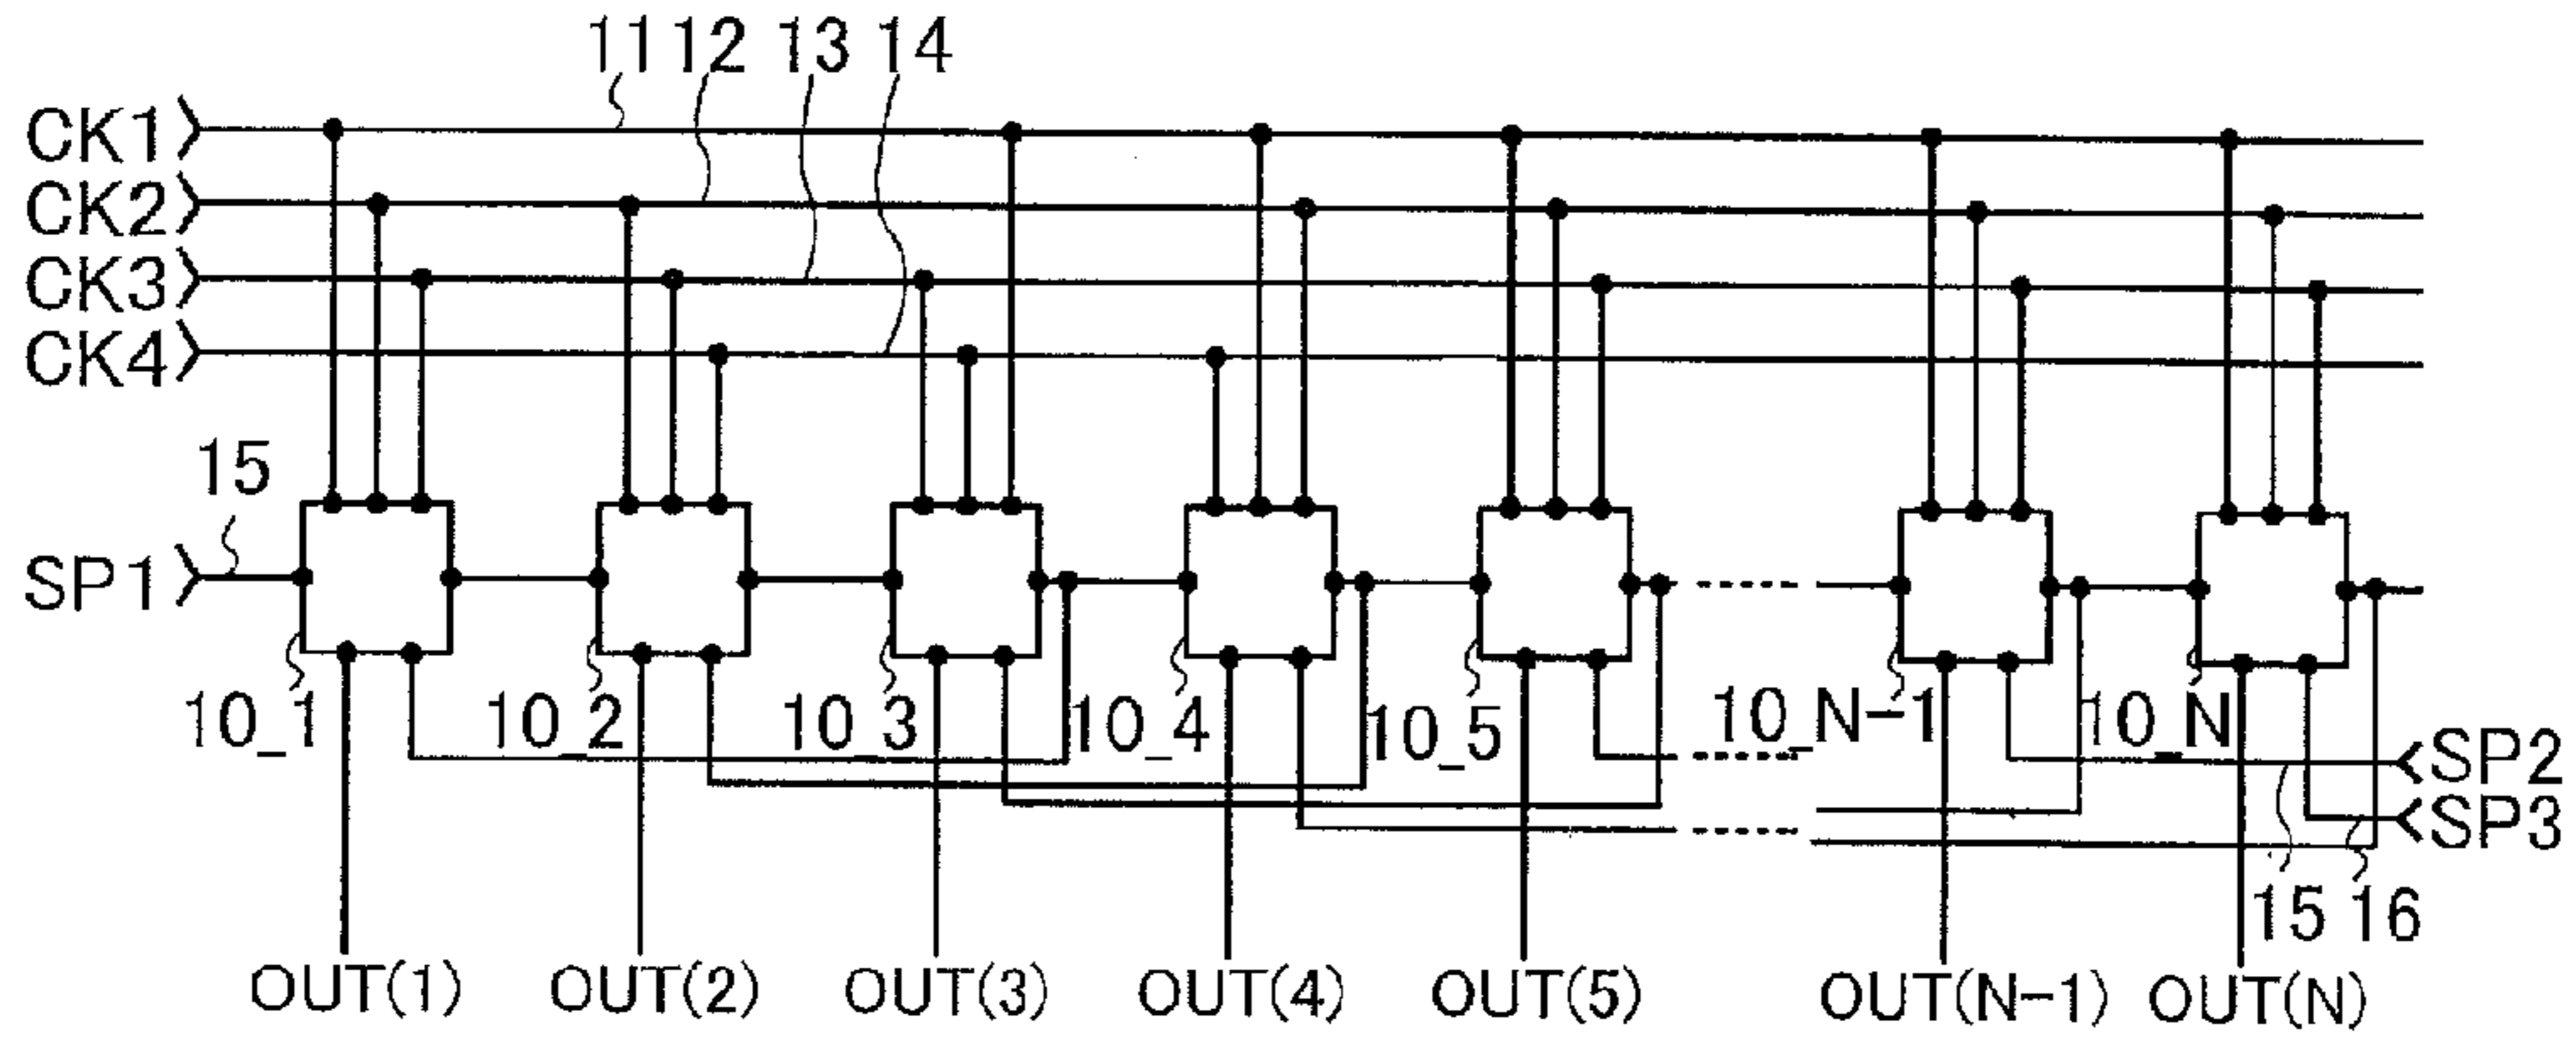 11 12 13 14
CK1
CK2
CK3
CK4
15
SP1
10_1 10_2 10_3 10_4 10_5 10_N-1 10_N
SP2
SP3
15 16
OUT(1) OUT(2) OUT(3) OUT(4) OUT(5) OUT(N-1) OUT(N)